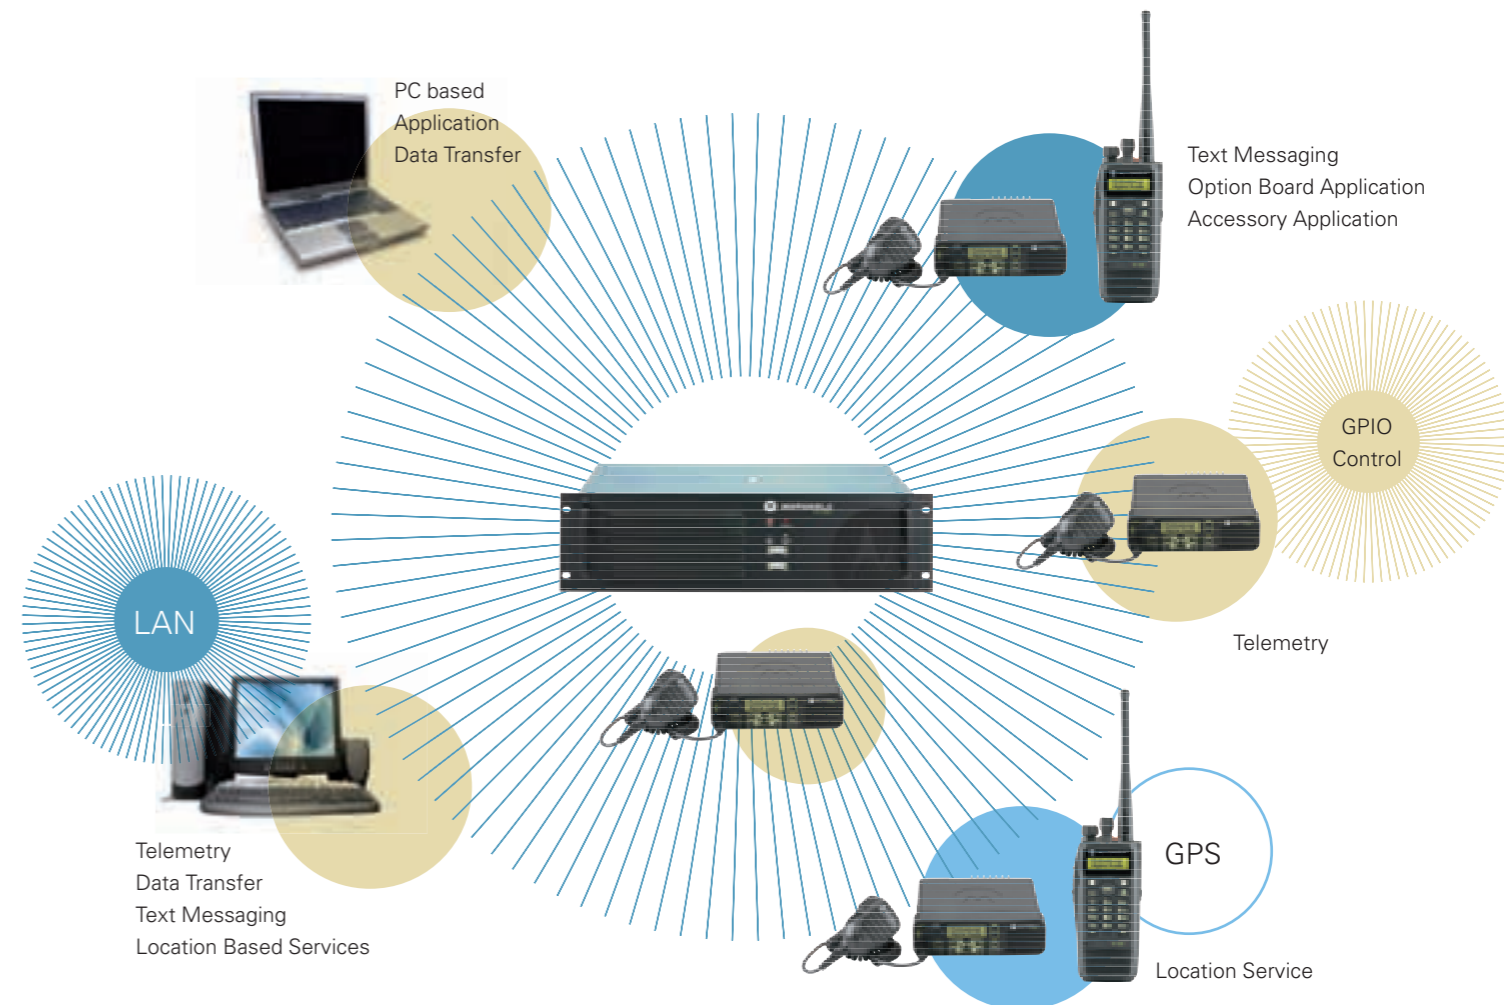 PC based
Application
Data Transfer
Text Messaging
Option Board Application
Accessory Application
GPIO
Control
LAN
Telemetry
Telemetry
Data Transfer
Text Messaging
Location Based Services
GPS
Location Service